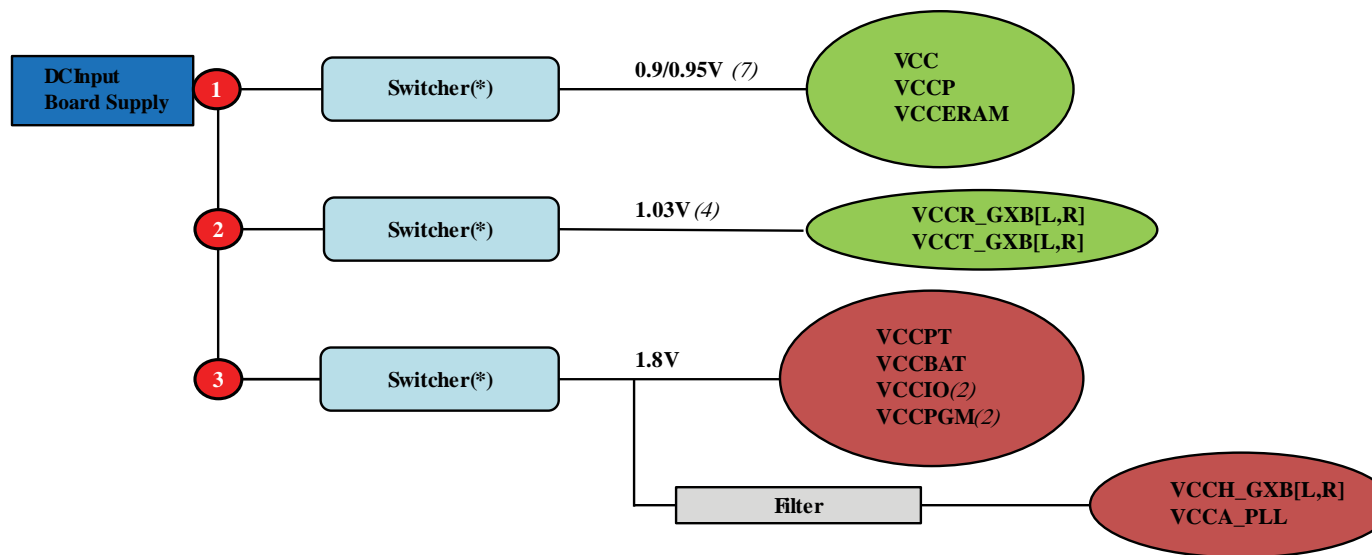 DCInput
Board Supply
1
Switcher(*)
0.9/0.95V (7)
VCC
VCCP
VCCERAM
2
Switcher(*)
1.03V (4)
VCCR_GXB[L,R]
VCCT_GXB[L,R]
3
Switcher(*)
1.8V
VCCPT
VCCBAT
VCCIO(2)
VCCPGM(2)
Filter
VCCH_GXB[L,R]
VCCA_PLL